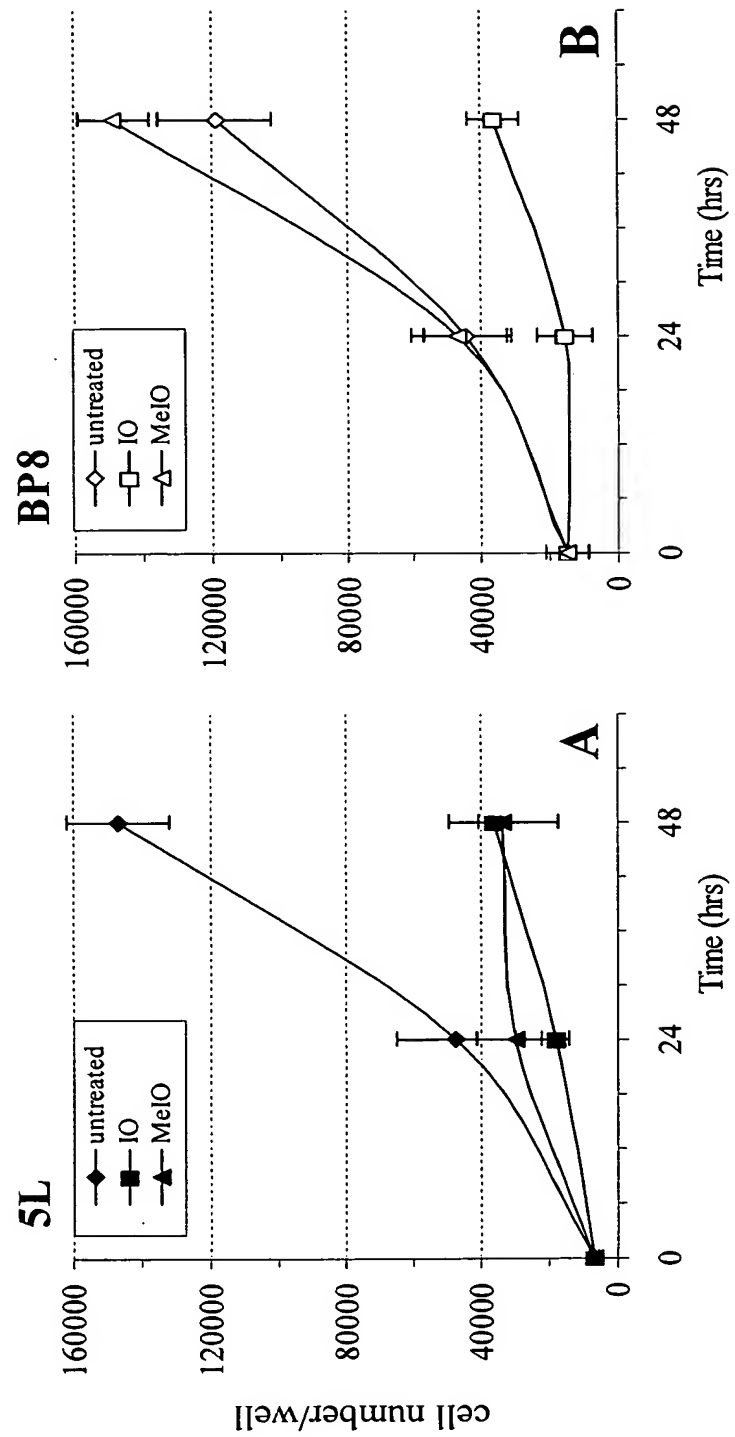 5L
untreated
IO
MeIO
cell number/well
160000
120000
80000
40000
0
0
24
48
Time (hrs)
A
BP8
untreated
IO
MeIO
160000
120000
80000
40000
0
0
24
48
Time (hrs)
B